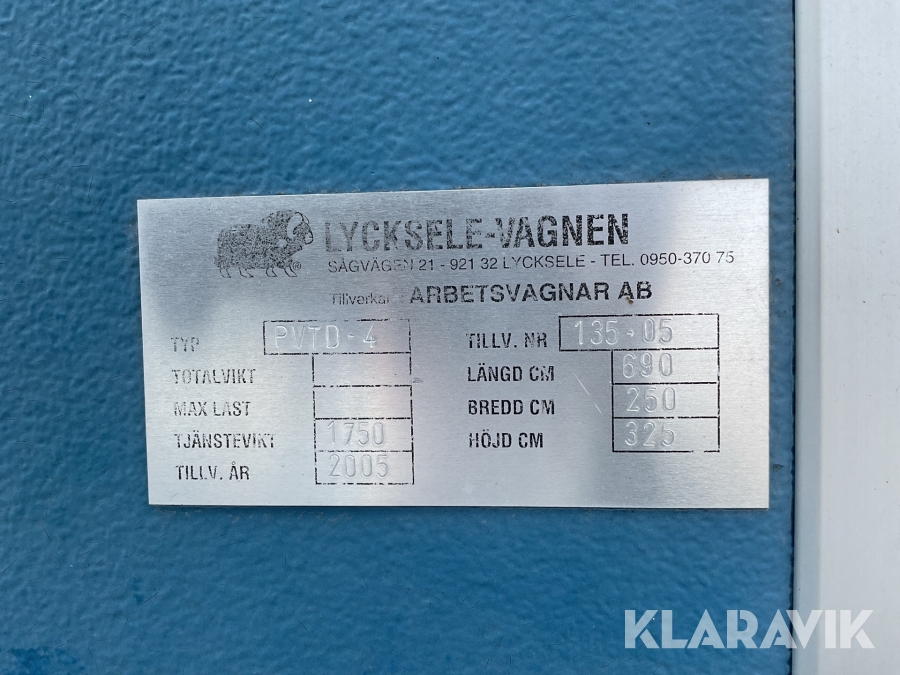 LYCKSELE-VAGNEN
SÅGVÄGEN 21 - 921 32 LYCKSELE - TEL. 0950-370 75
Tillverkar ARBETSVAGNAR AB
TYP PVTD-4
TOTALVIKT
MAX LAST
TJÄNSTEVIKT 1750
TILLV. ÅR 2005
TILLV. NR 135-05
LÄNGD CM 690
BREDD CM 250
HÖJD CM 325
KLARAVIK